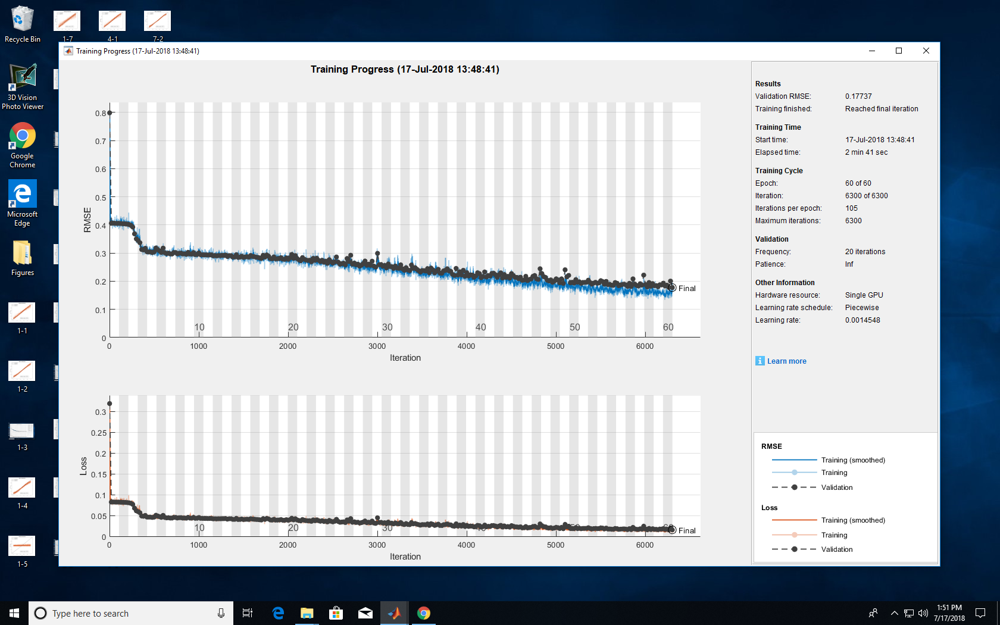 Recycle Bin
1-7
4-1
7-2
3D Vision
Photo Viewer
Google
Chrome
Microsoft
Edge
Figures
1-1
1-2
1-3
1-4
1-5
Training Progress (17-Jul-2018 13:48:41)
Training Progress (17-Jul-2018 13:48:41)
RMSE
0.8
0.7
0.6
0.5
0.4
0.3
0.2
0.1
0
10
20
30
40
50
60
Final
0
1000
2000
3000
4000
5000
6000
Iteration
Loss
0.3
0.25
0.2
0.15
0.1
0.05
0
10
20
30
40
50
60
Final
0
1000
2000
3000
4000
5000
6000
Iteration
Results
Validation RMSE: 0.17737
Training finished: Reached final iteration
Training Time
Start time: 17-Jul-2018 13:48:41
Elapsed time: 2 min 41 sec
Training Cycle
Epoch: 60 of 60
Iteration: 6300 of 6300
Iterations per epoch: 105
Maximum iterations: 6300
Validation
Frequency: 20 iterations
Patience: Inf
Other Information
Hardware resource: Single GPU
Learning rate schedule: Piecewise
Learning rate: 0.0014548
Learn more
RMSE
Training (smoothed)
Training
Validation
Loss
Training (smoothed)
Training
Validation
Type here to search
1:51 PM
7/17/2018